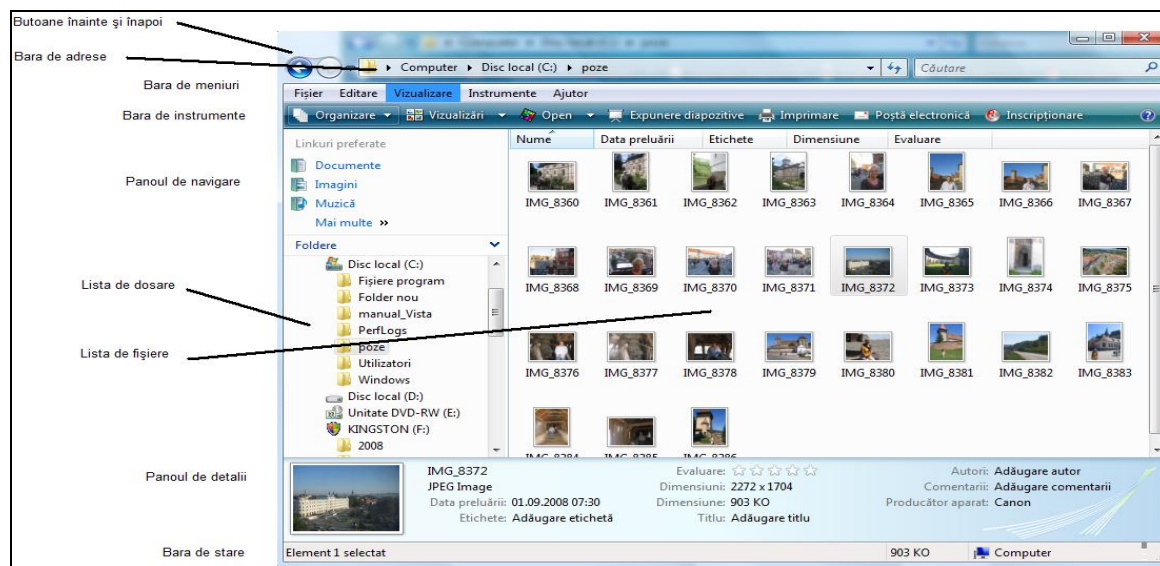 Butoane înainte şi înapoi
Bara de adrese
Computer Disc local (C:) poze
Căutare
Bara de meniuri
Fișier Editare Vizualizare Instrumente Ajutor
Bara de instrumente
Organizare Vizualizări Open Expunere diapozitive Imprimare Poștă electronică Inscripționare
Linkuri preferate
Nume Data preluării Etichete Dimensiune Evaluare
Documente
Panoul de navigare
Imagini
Muzică
Mai multe »
IMG_8360 IMG_8361 IMG_8362 IMG_8363 IMG_8364 IMG_8365 IMG_8366 IMG_8367
Foldere
Disc local (C:)
Fișiere program
Lista de dosare
Folder nou
manual_Vista
PerfLogs
poze
Utilizatori
Windows
Disc local (D:)
Unitate DVD-RW (E:)
KINGSTON (F:)
2008
IMG_8368 IMG_8369 IMG_8370 IMG_8371 IMG_8372 IMG_8373 IMG_8374 IMG_8375
Lista de fişiere
IMG_8376 IMG_8377 IMG_8378 IMG_8379 IMG_8380 IMG_8381 IMG_8382 IMG_8383
IMG_8384 IMG_8385 IMG_8386
Panoul de detalii
IMG_8372 Evaluare: Autori: Adăugare autor
JPEG Image Dimensiuni: 2272 x 1704 Comentarii: Adăugare comentarii
Data preluării: 01.09.2008 07:30 Dimensiune: 903 KO Producător aparat: Canon
Etichete: Adăugare etichetă Titlu: Adăugare titlu
Bara de stare
Element 1 selectat 903 KO Computer